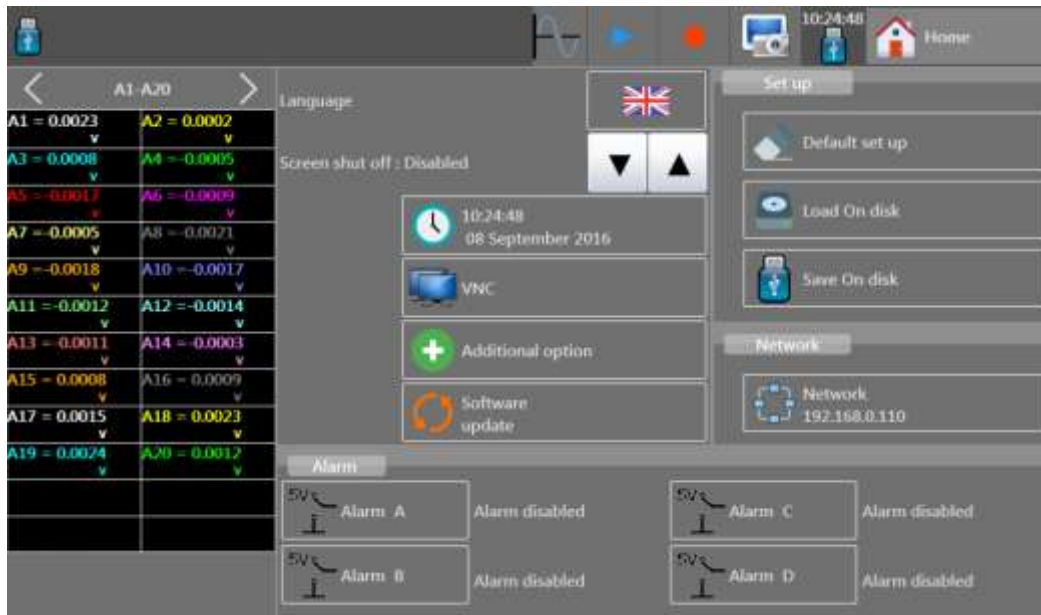 10:24:48
Home
A1-A20
A1 = 0.0023
V
A2 = 0.0002
V
A3 = 0.0008
V
A4 =-0.0005
V
A5 =-0.0017
V
A6 =-0.0009
V
A7 =-0.0005
V
A8 =-0.0021
V
A9 =-0.0018
V
A10 =-0.0017
V
A11 =-0.0012
V
A12 =-0.0014
V
A13 =-0.0011
V
A14 =-0.0003
V
A15 = 0.0008
V
A16 = 0.0009
V
A17 = 0.0015
V
A18 = 0.0023
V
A19 = 0.0024
V
A20 = 0.0012
V
Language
Screen shut off : Disabled
10:24:48
08 September 2016
VNC
Additional option
Software
update
Set up
Default set up
Load On disk
Save On disk
Network
Network
192.168.0.110
Alarm
5V
Alarm A
Alarm disabled
5V
Alarm C
Alarm disabled
5V
Alarm B
Alarm disabled
5V
Alarm D
Alarm disabled